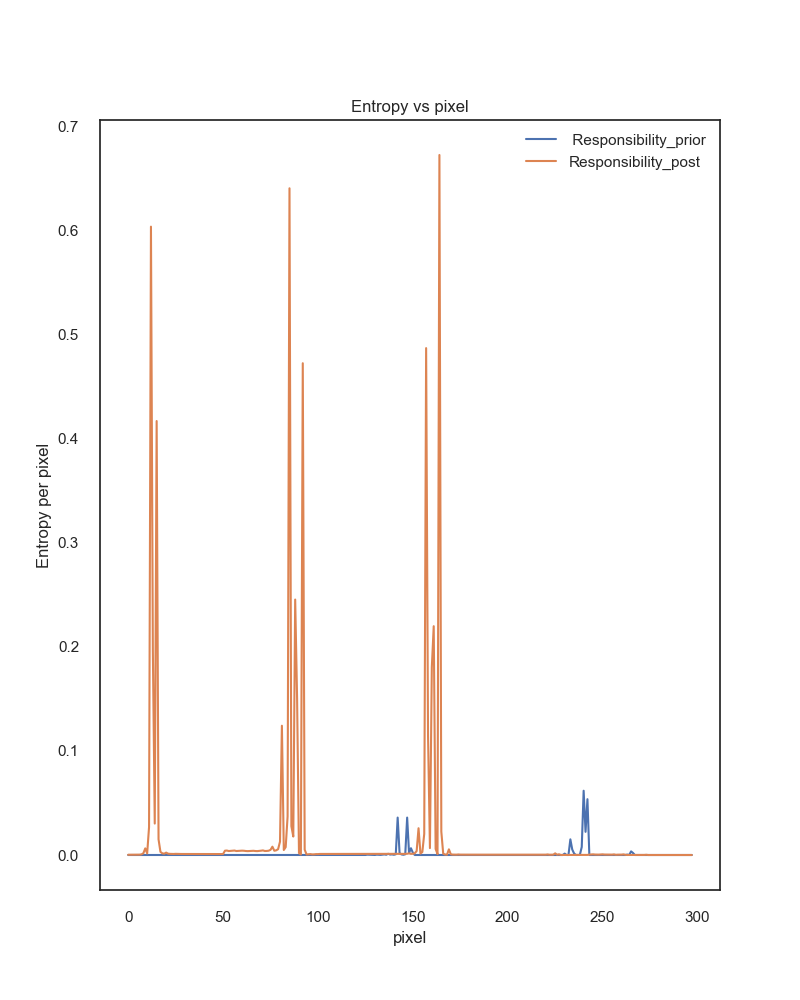 Entropy vs pixel
0.7
0.6
0.5
0.4
0.3
0.2
0.1
0.0
Entropy per pixel
Responsibility_prior
Responsibility_post
0 50 100 150 200 250 300
pixel